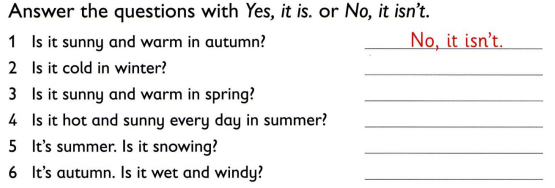 Answer the questions with Yes, it is. or No, it isn't.
1 Is it sunny and warm in autumn? No, it isn't.
2 Is it cold in winter?
3 Is it sunny and warm in spring?
4 Is it hot and sunny every day in summer?
5 It's summer. Is it snowing?
6 It's autumn. Is it wet and windy?